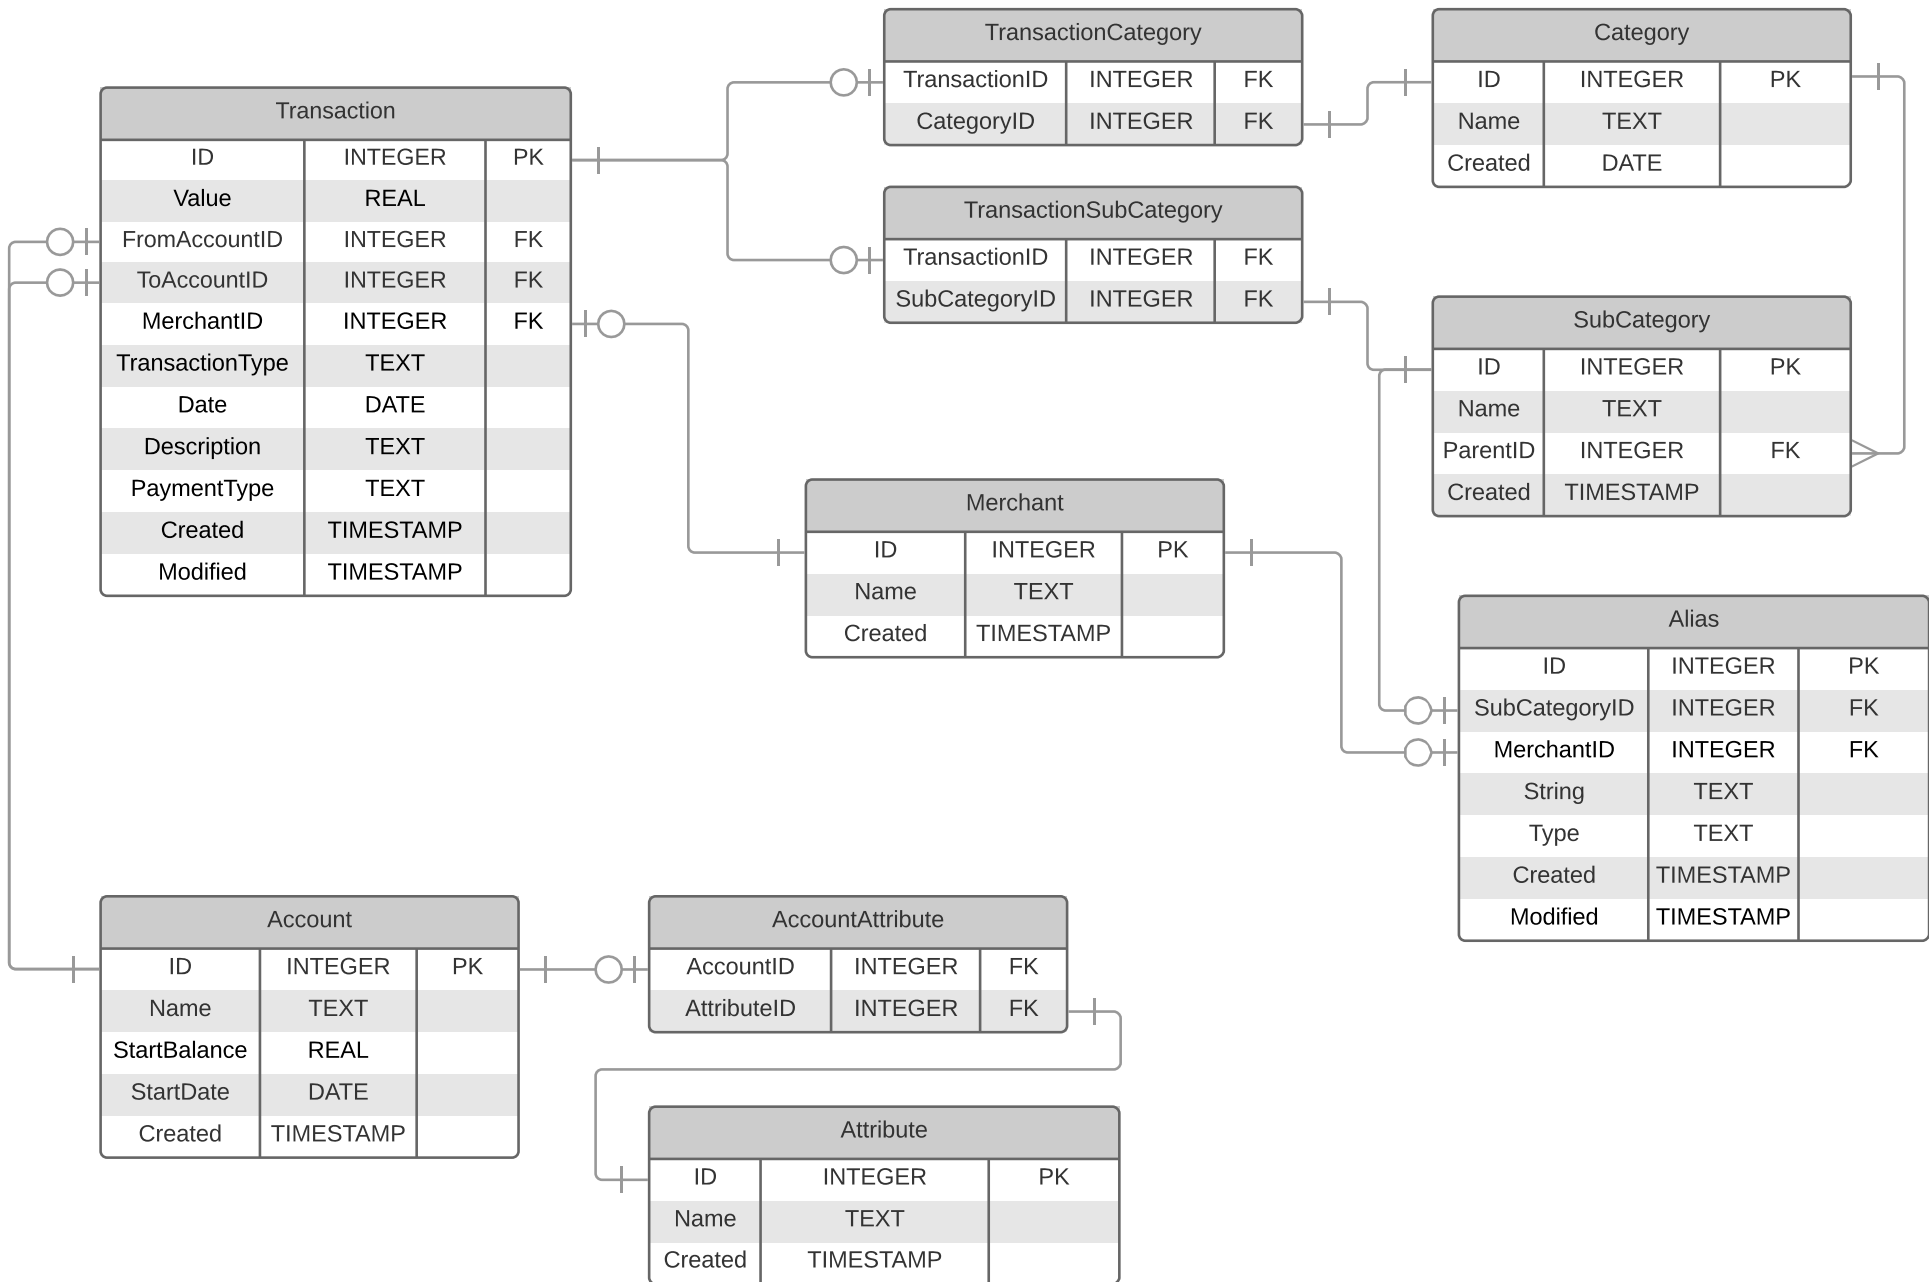 Transaction
ID INTEGER PK
Value REAL
FromAccountID INTEGER FK
ToAccountID INTEGER FK
MerchantID INTEGER FK
TransactionType TEXT
Date DATE
Description TEXT
PaymentType TEXT
Created TIMESTAMP
Modified TIMESTAMP
TransactionCategory
TransactionID INTEGER FK
CategoryID INTEGER FK
Category
ID INTEGER PK
Name TEXT
Created DATE
TransactionSubCategory
TransactionID INTEGER FK
SubCategoryID INTEGER FK
SubCategory
ID INTEGER PK
Name TEXT
ParentID INTEGER FK
Created TIMESTAMP
Merchant
ID INTEGER PK
Name TEXT
Created TIMESTAMP
Alias
ID INTEGER PK
SubCategoryID INTEGER FK
MerchantID INTEGER FK
String TEXT
Type TEXT
Created TIMESTAMP
Modified TIMESTAMP
Account
ID INTEGER PK
Name TEXT
StartBalance REAL
StartDate DATE
Created TIMESTAMP
AccountAttribute
AccountID INTEGER FK
AttributeID INTEGER FK
Attribute
ID INTEGER PK
Name TEXT
Created TIMESTAMP